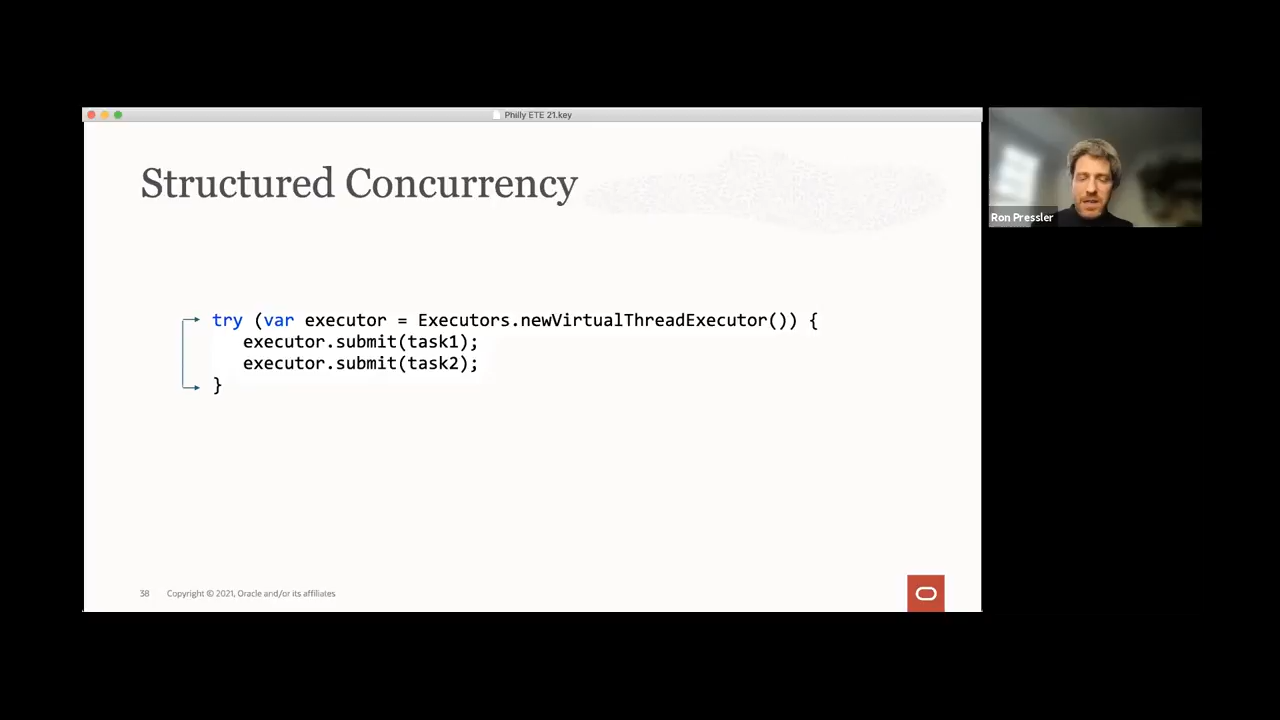 Philly ETE 21.key
Structured Concurrency
try (var executor = Executors.newVirtualThreadExecutor()) {
executor.submit(task1);
executor.submit(task2);
}
38 Copyright © 2021, Oracle and/or its affiliates
Ron Pressler